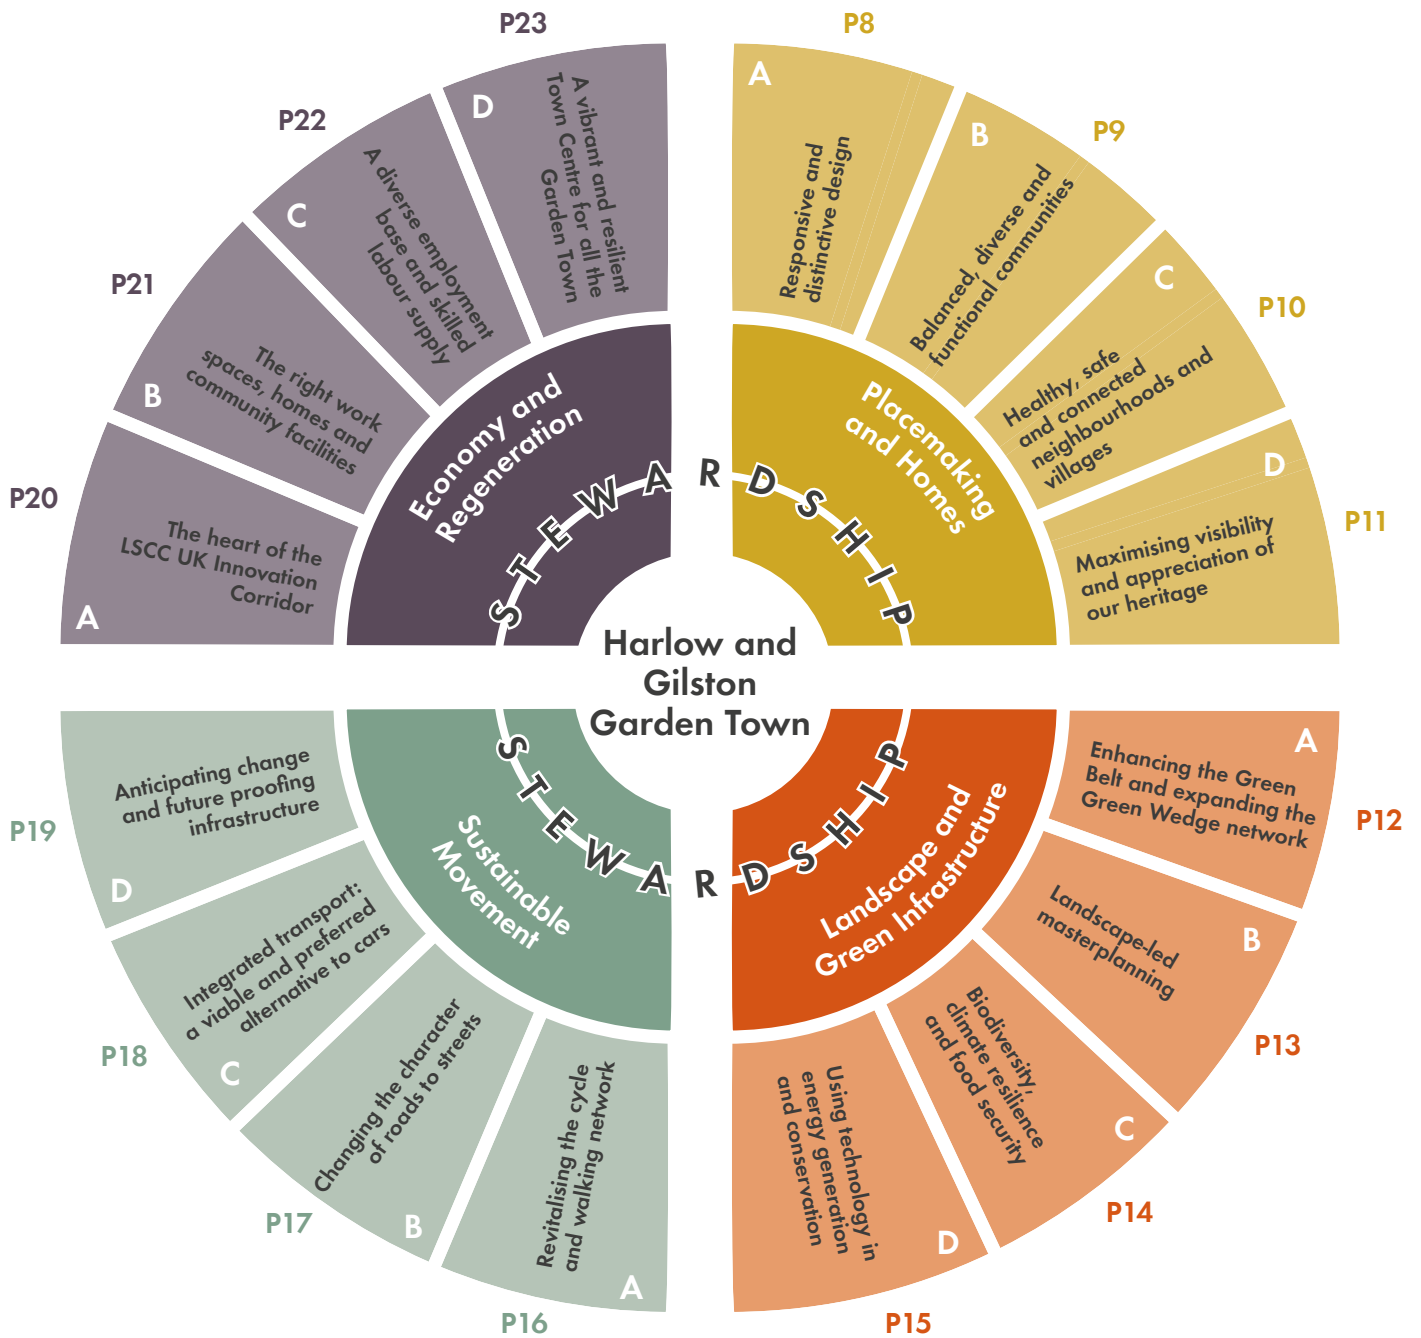 P8
A
Responsive and
distinctive design
P9
B
Balanced, diverse and
functional communities
P10
C
Healthy, safe
and connected
neighbourhoods and
villages
P11
D
Maximising visibility
and appreciation of
our heritage
Placemaking
and Homes
P12
A
Enhancing the Green
Belt and expanding the
Green Wedge network
P13
B
Landscape-led
masterplanning
P14
C
Biodiversity,
climate resilience
and food security
P15
D
Using technology in
energy generation
and conservation
Landscape and
Green Infrastructure
P16
A
Revitalising the cycle
and walking network
P17
B
Changing the character
of roads to streets
P18
C
Integrated transport:
a viable and preferred
alternative to cars
P19
D
Anticipating change
and future proofing
infrastructure
Sustainable
Movement
P20
A
The heart of the
LSCC UK Innovation
Corridor
P21
B
The right work
spaces, homes and
community facilities
P22
C
A diverse employment
base and skilled
labour supply
P23
D
A vibrant and resilient
Town Centre for all the
Garden Town
Economy and
Regeneration
STEWARDSHIP
Harlow and
Gilston
Garden Town
STEWARDSHIP